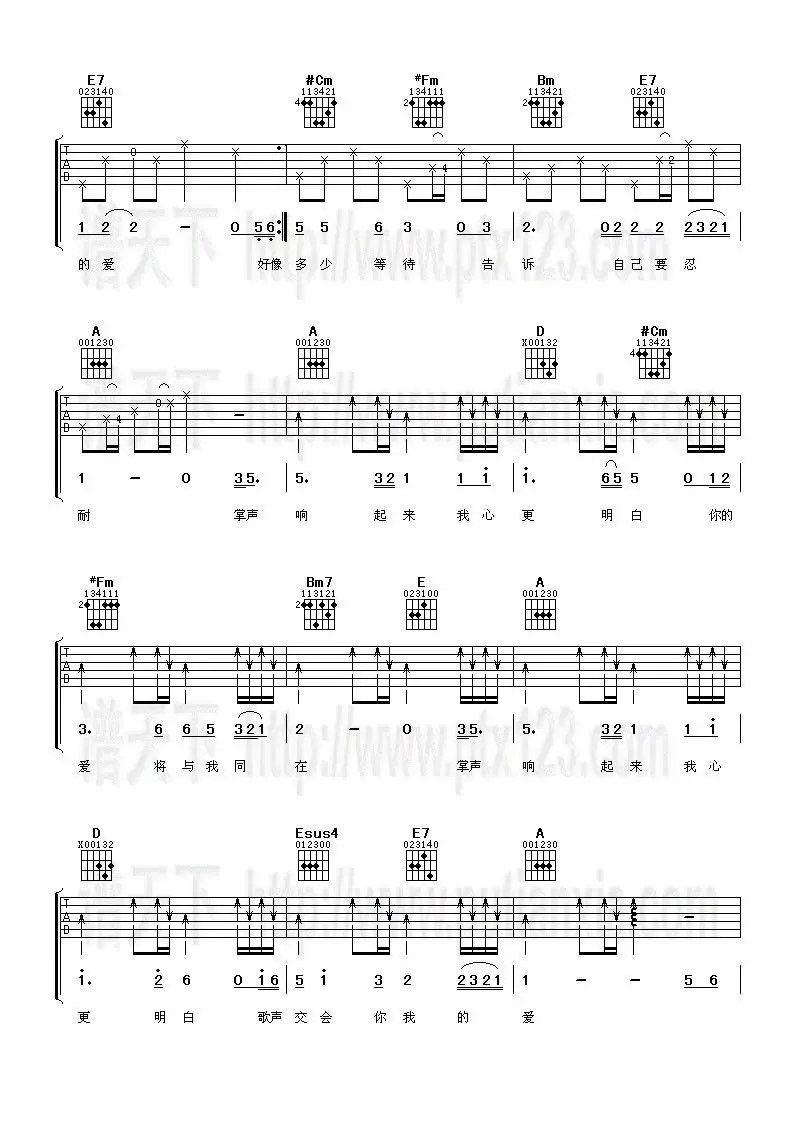 E7 #Cm #Fm Bm E7
023140 113421 134111 113421 023140
4 2
T 0 4 2
A
B
1 2 2 - 0 5 6 5 5 6 3 0 3 2. 0 2 2 2 2 3 2 1
的 爱 好像 多 少 等 待 告 诉 自 己 要 忍
A A D #Cm
001230 001230 X00132 113421
4
T 4 0 -
A
B
1 - 0 3 5. 5. 3 2 1 1 1 1. 6 5 5 0 1 2
耐 掌声 响 起 来 我 心 更 明 白 你的
#Fm Bm7 E A
134111 113121 023100 001230
2 2
T
A
B
3. 6 6 5 3 2 1 2 - 0 3 5. 5. 3 2 1 1 1
爱 将 与 我 同 在 掌声 响 起 来 我 心
D Esus4 E7 A
X00132 012300 023140 001230
T -
A
B
1. 2 6 0 1 6 5 1 3 2 2 3 2 1 1 - - 5 6
更 明 白 歌声 交 会 你 我 的 爱
谱天下 http://www.ptx123.com